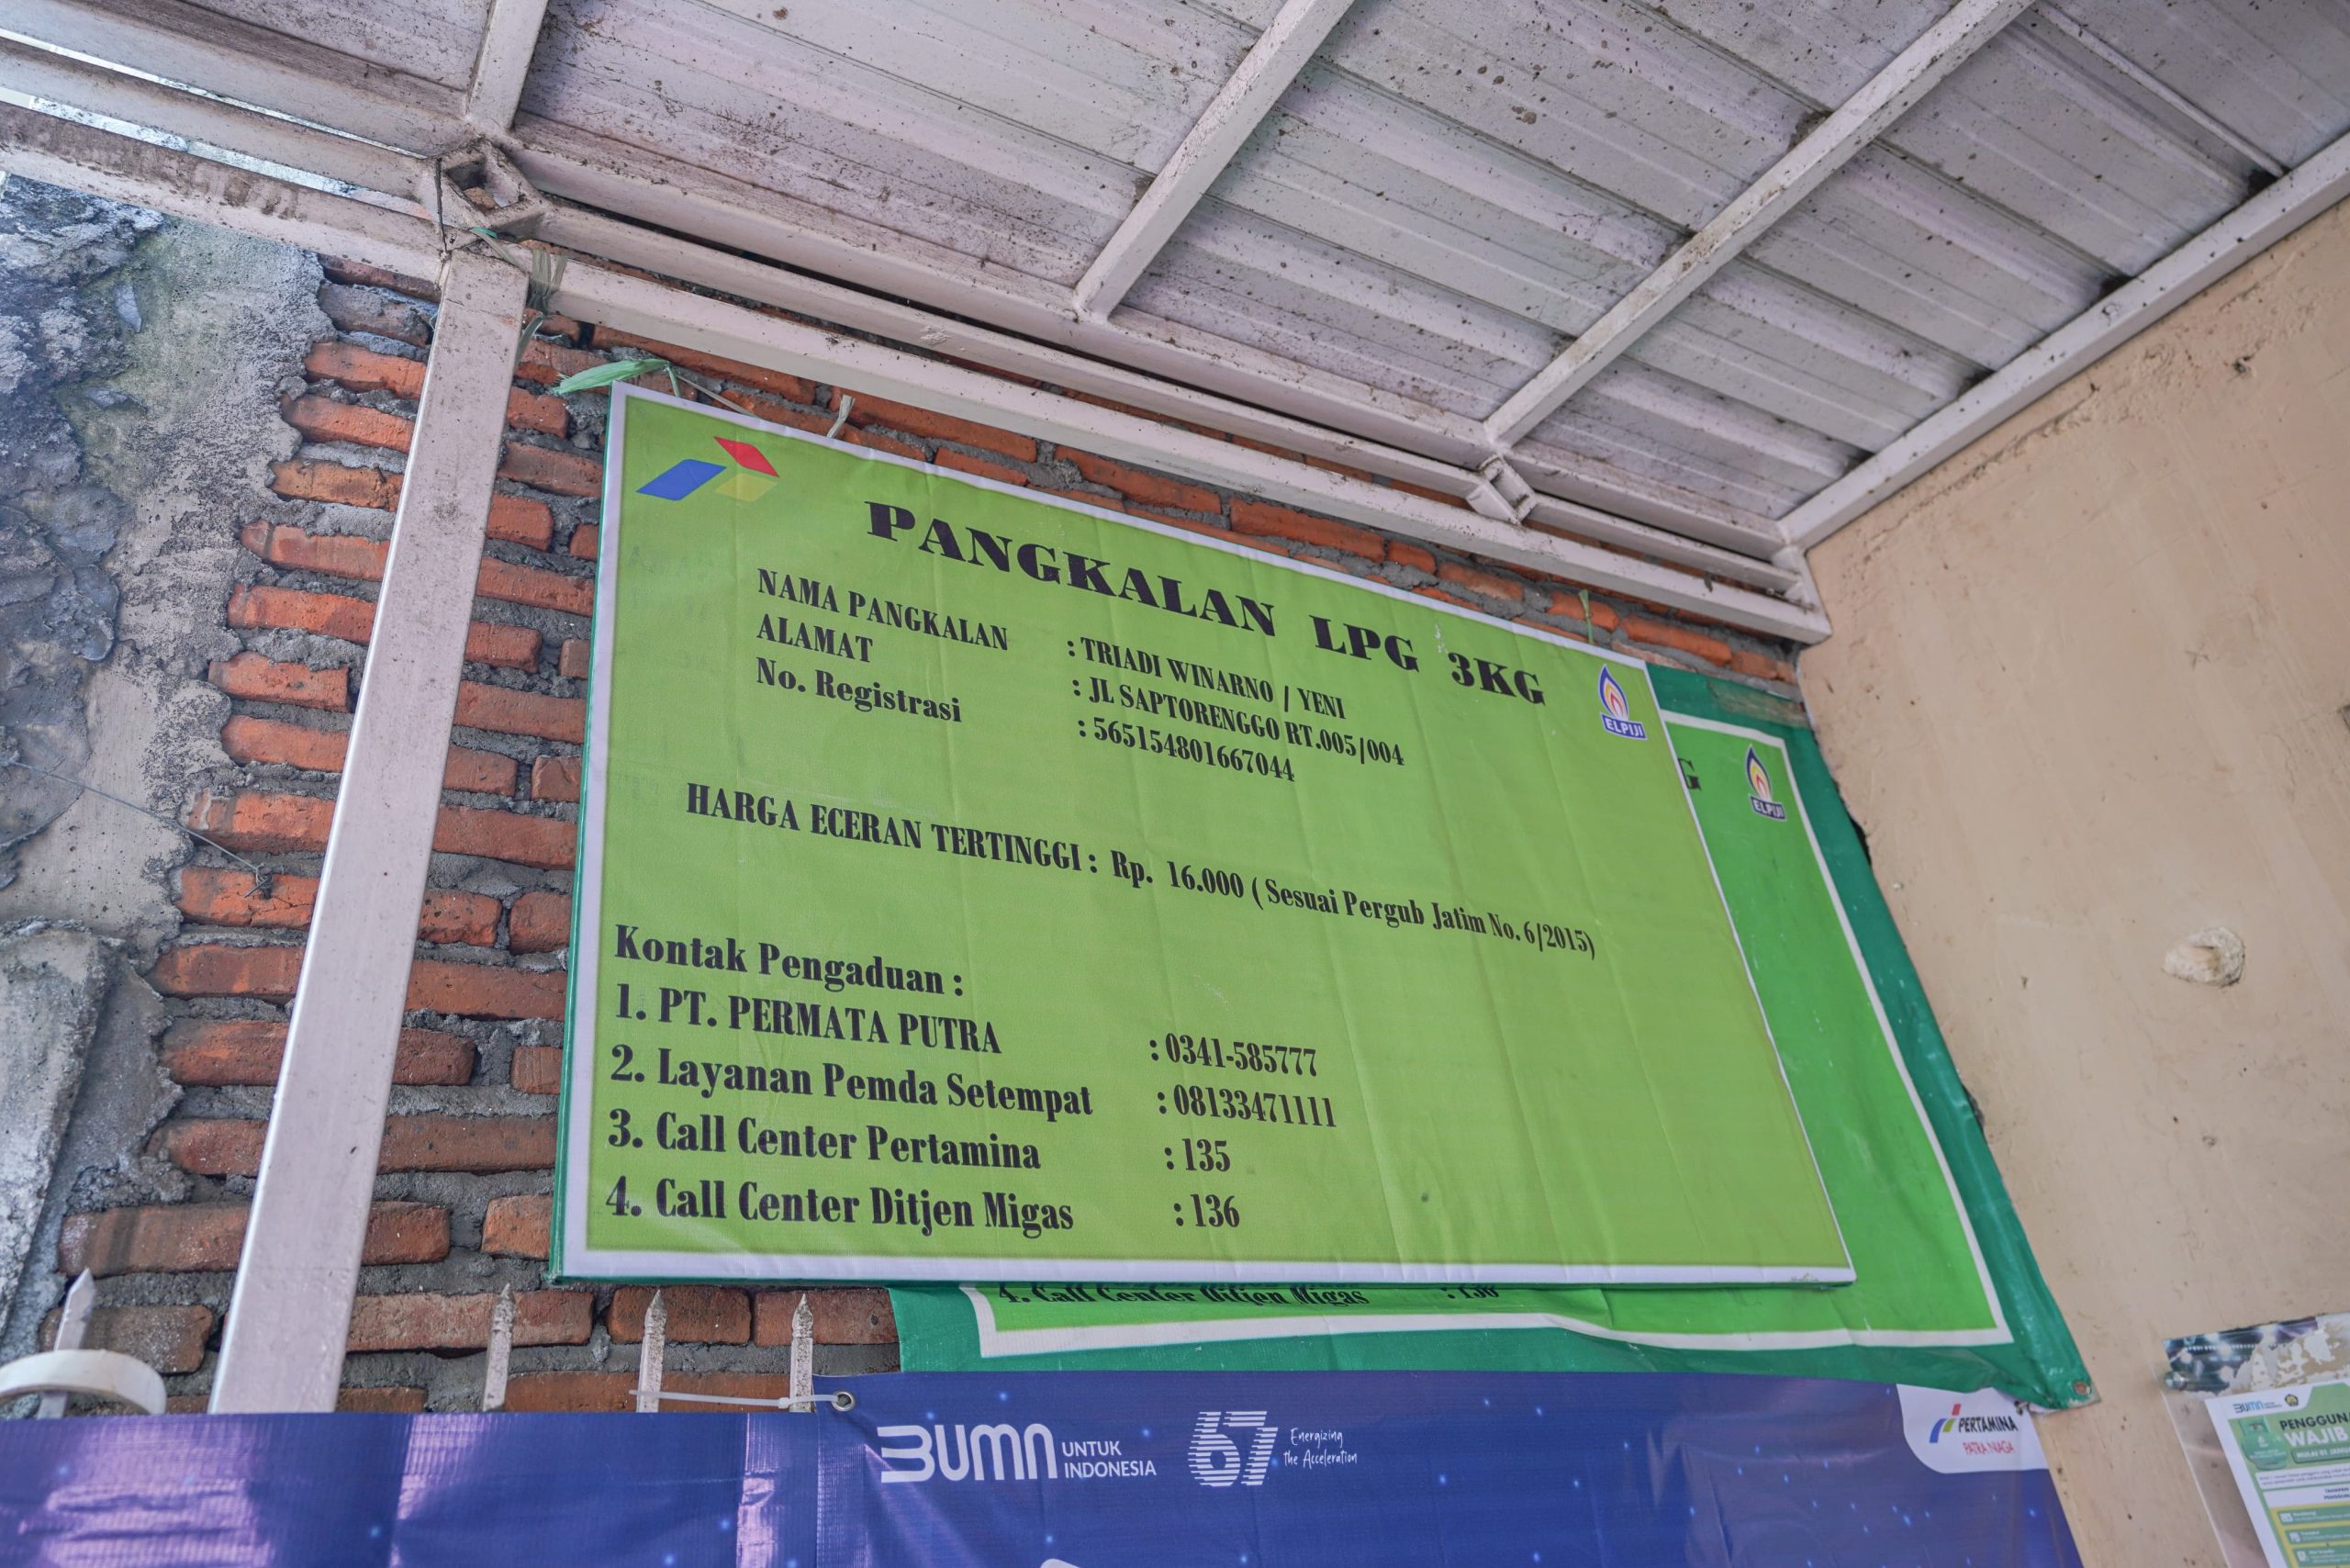 PANGKALAN LPG 3KG
NAMA PANGKALAN : TRIADI WINARNO / YENI
ALAMAT : JL SAPTORENGGO RT.005/004
No. Registrasi : 565154801667044
ELPIJI
HARGA ECERAN TERTINGGI : Rp. 16.000 ( Sesuai Pergub Jatim No. 6/2015)
Kontak Pengaduan :
1. PT. PERMATA PUTRA : 0341-585777
2. Layanan Pemda Setempat : 08133471111
3. Call Center Pertamina : 135
4. Call Center Ditjen Migas : 136
G
ELPIJI
4. Call Center Ditjen Migas : 136
BUMN UNTUK INDONESIA
67 Energizing the Acceleration
PERTAMINA
PATRA NIAGA
BUMN
PENGGUN
WAJIB